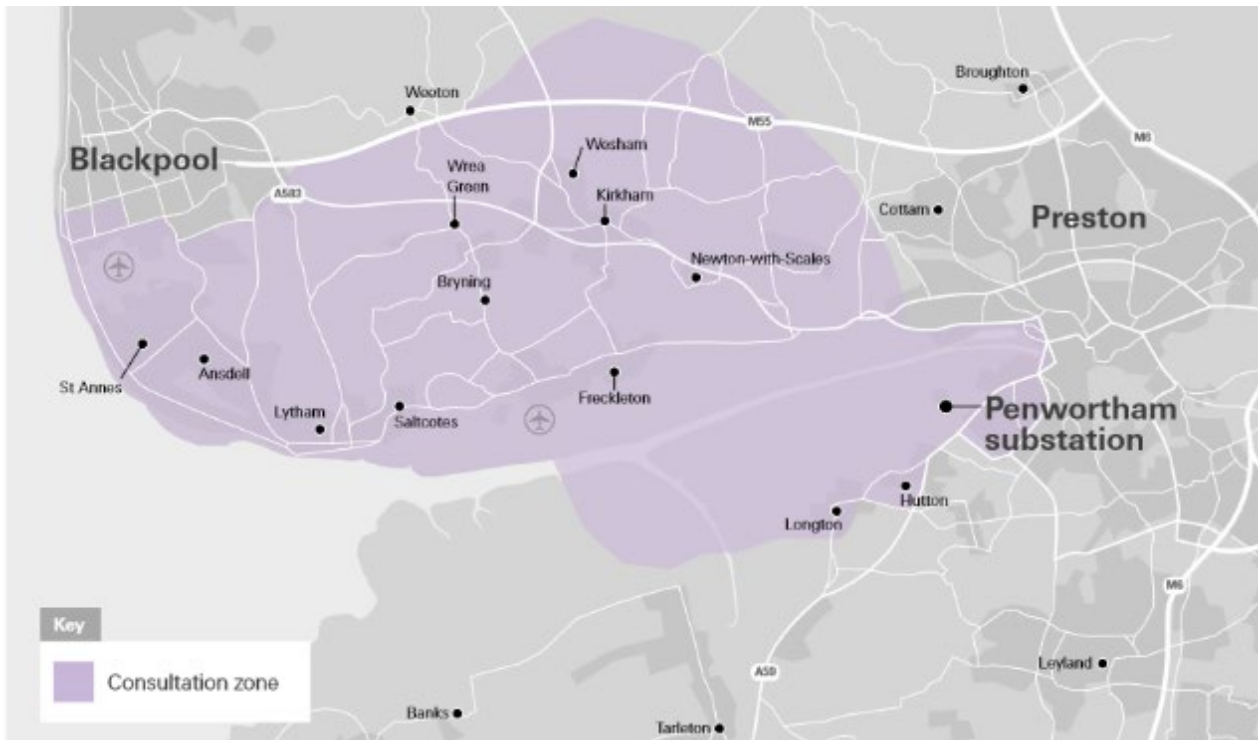 Broughton
Weeton
M55
M6
Blackpool
Wesham
Wrea
Green
A583
Kirkham
Cottam
Preston
Newton-with-Scales
Bryning
St Annes
Ansdell
Freckleton
Lytham
Saltcotes
Penwortham
substation
Hutton
Longton
M6
Key
Consultation zone
A59
Leyland
Banks
Tarleton